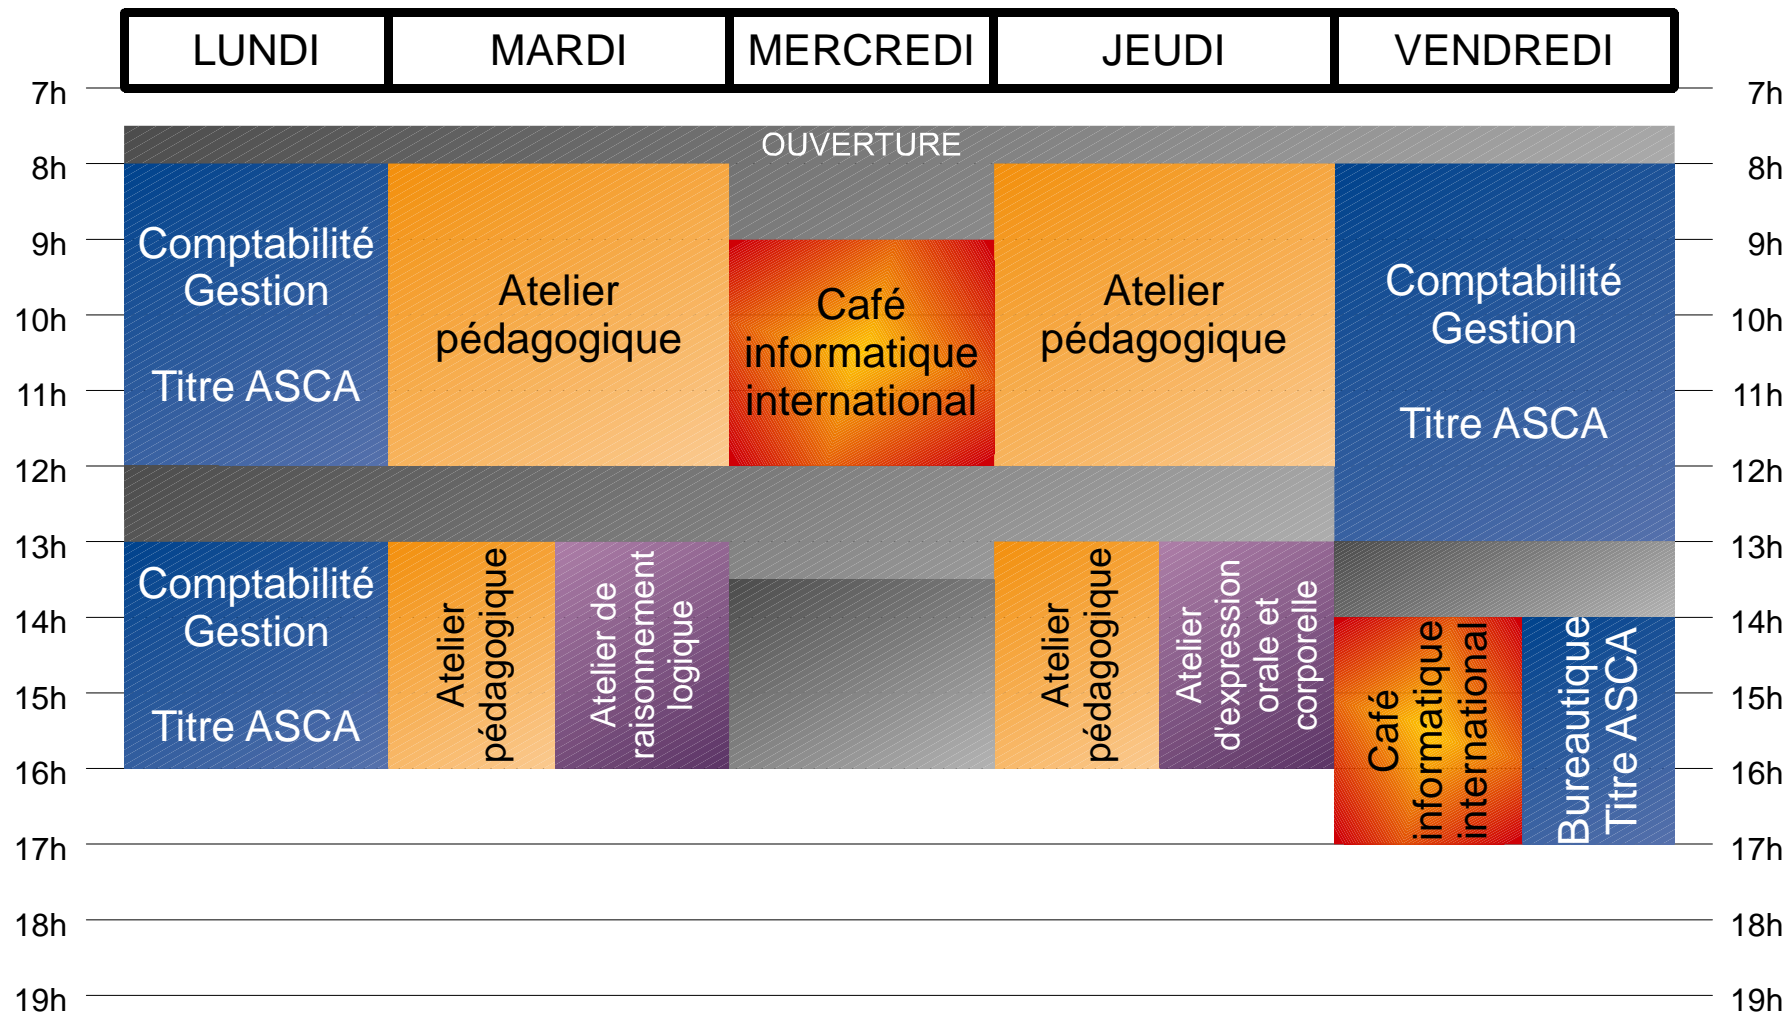 LUNDI
MARDI
MERCREDI
JEUDI
VENDREDI
7h
7h
OUVERTURE
8h
8h
9h
9h
10h
10h
11h
11h
12h
12h
13h
13h
14h
14h
15h
15h
16h
16h
17h
17h
18h
18h
19h
19h
Comptabilité
Gestion
Titre ASCA
Atelier
pédagogique
Café
informatique
international
Atelier
pédagogique
Comptabilité
Gestion
Titre ASCA
Comptabilité
Gestion
Titre ASCA
Atelier
pédagogique
Atelier de
raisonnement
logique
Atelier
pédagogique
Atelier
d'expression
orale et
corporelle
Café
informatique
international
Bureautique
Titre ASCA